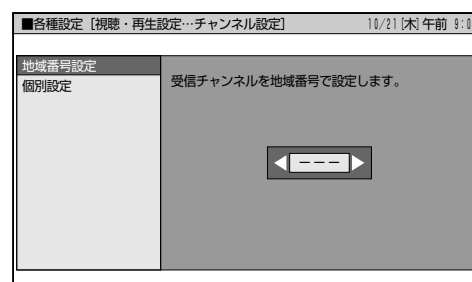 ■各種設定［視聴・再生設定…チャンネル設定］ 10/21［木］午前 9:0
地域番号設定
個別設定
受信チャンネルを地域番号で設定します。
−−−